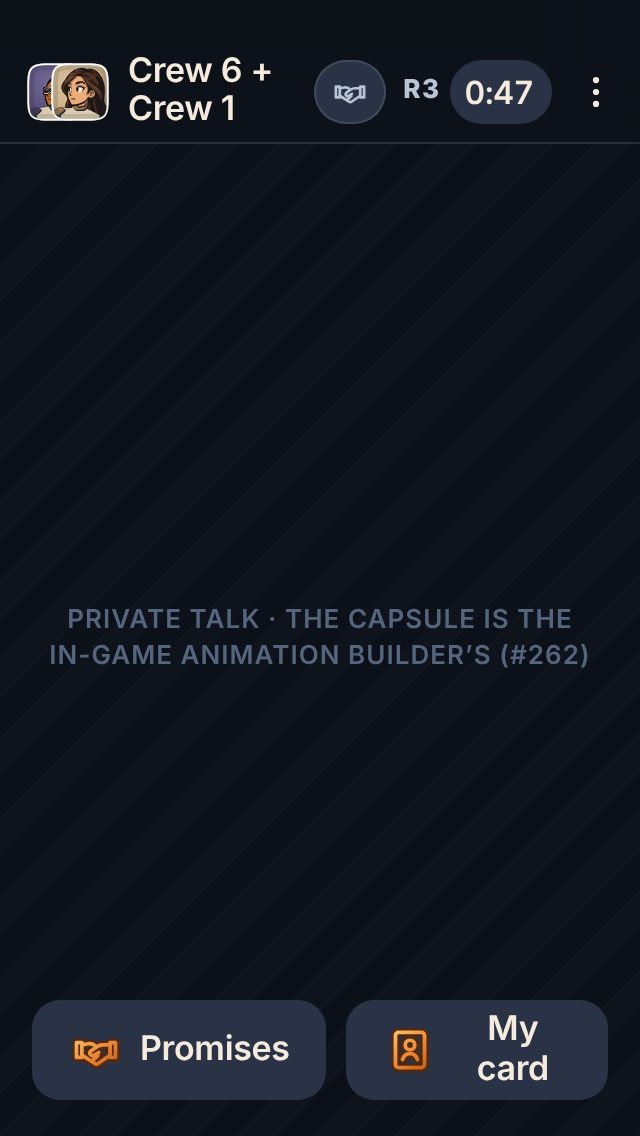 Crew 6 +
Crew 1
R3
0:47
PRIVATE TALK · THE CAPSULE IS THE
IN-GAME ANIMATION BUILDER’S (#262)
Promises
My
card